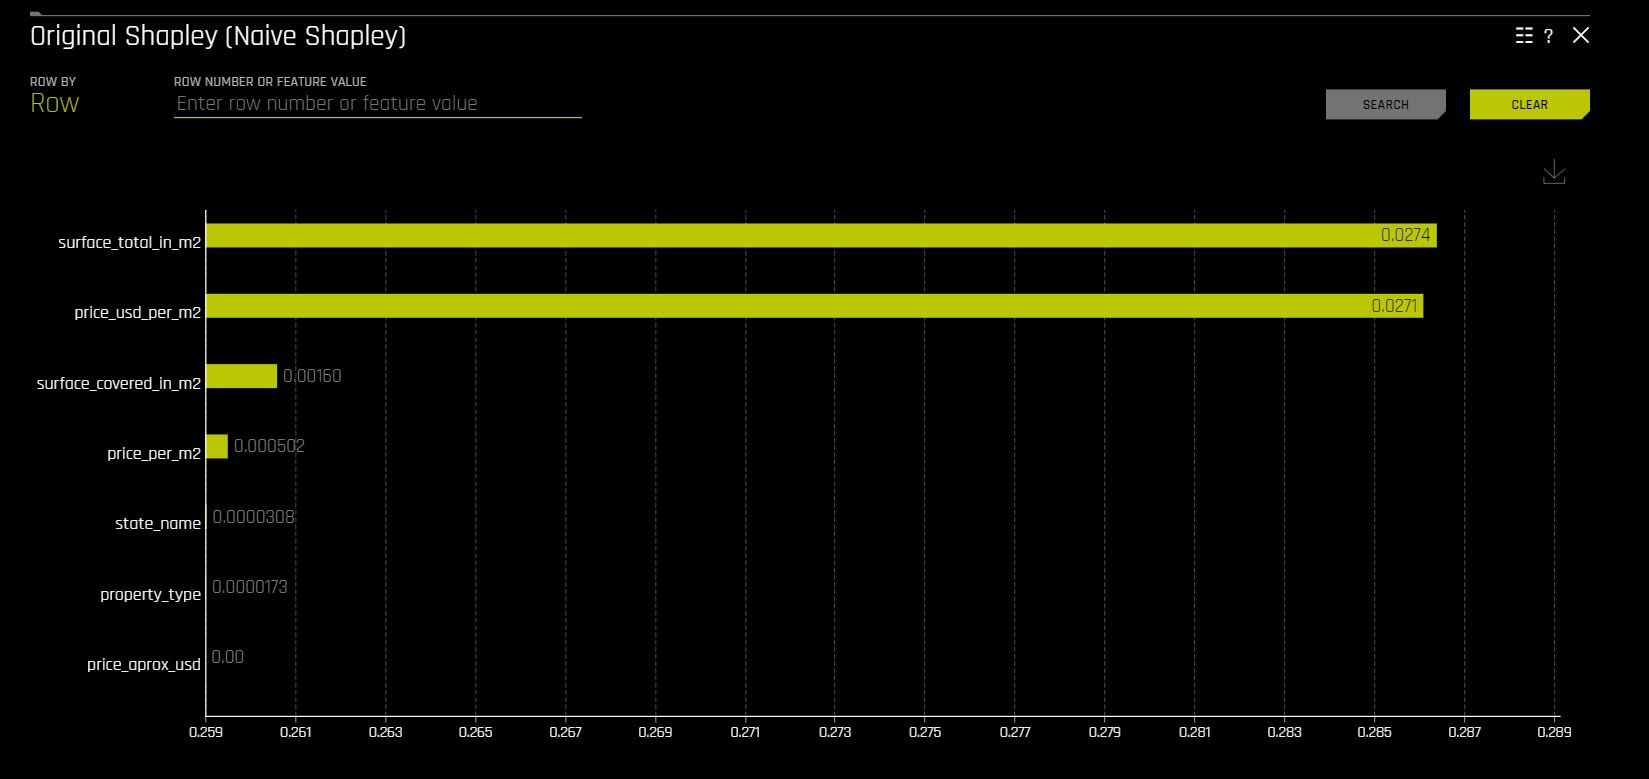 Original Shapley (Naive Shapley)
?
ROW BY
ROW NUMBER OR FEATURE VALUE
Row
Enter row number or feature value
SEARCH
CLEAR
surface_total_in_m2
0.0274
price_usd_per_m2
0.0271
surface_covered_in_m2
0.00160
price_per_m2
0.000502
state_name
0.0000308
property_type
0.0000173
price_aprox_usd
0.00
0.259 0.261 0.263 0.265 0.267 0.269 0.271 0.273 0.275 0.277 0.279 0.281 0.283 0.285 0.287 0.289